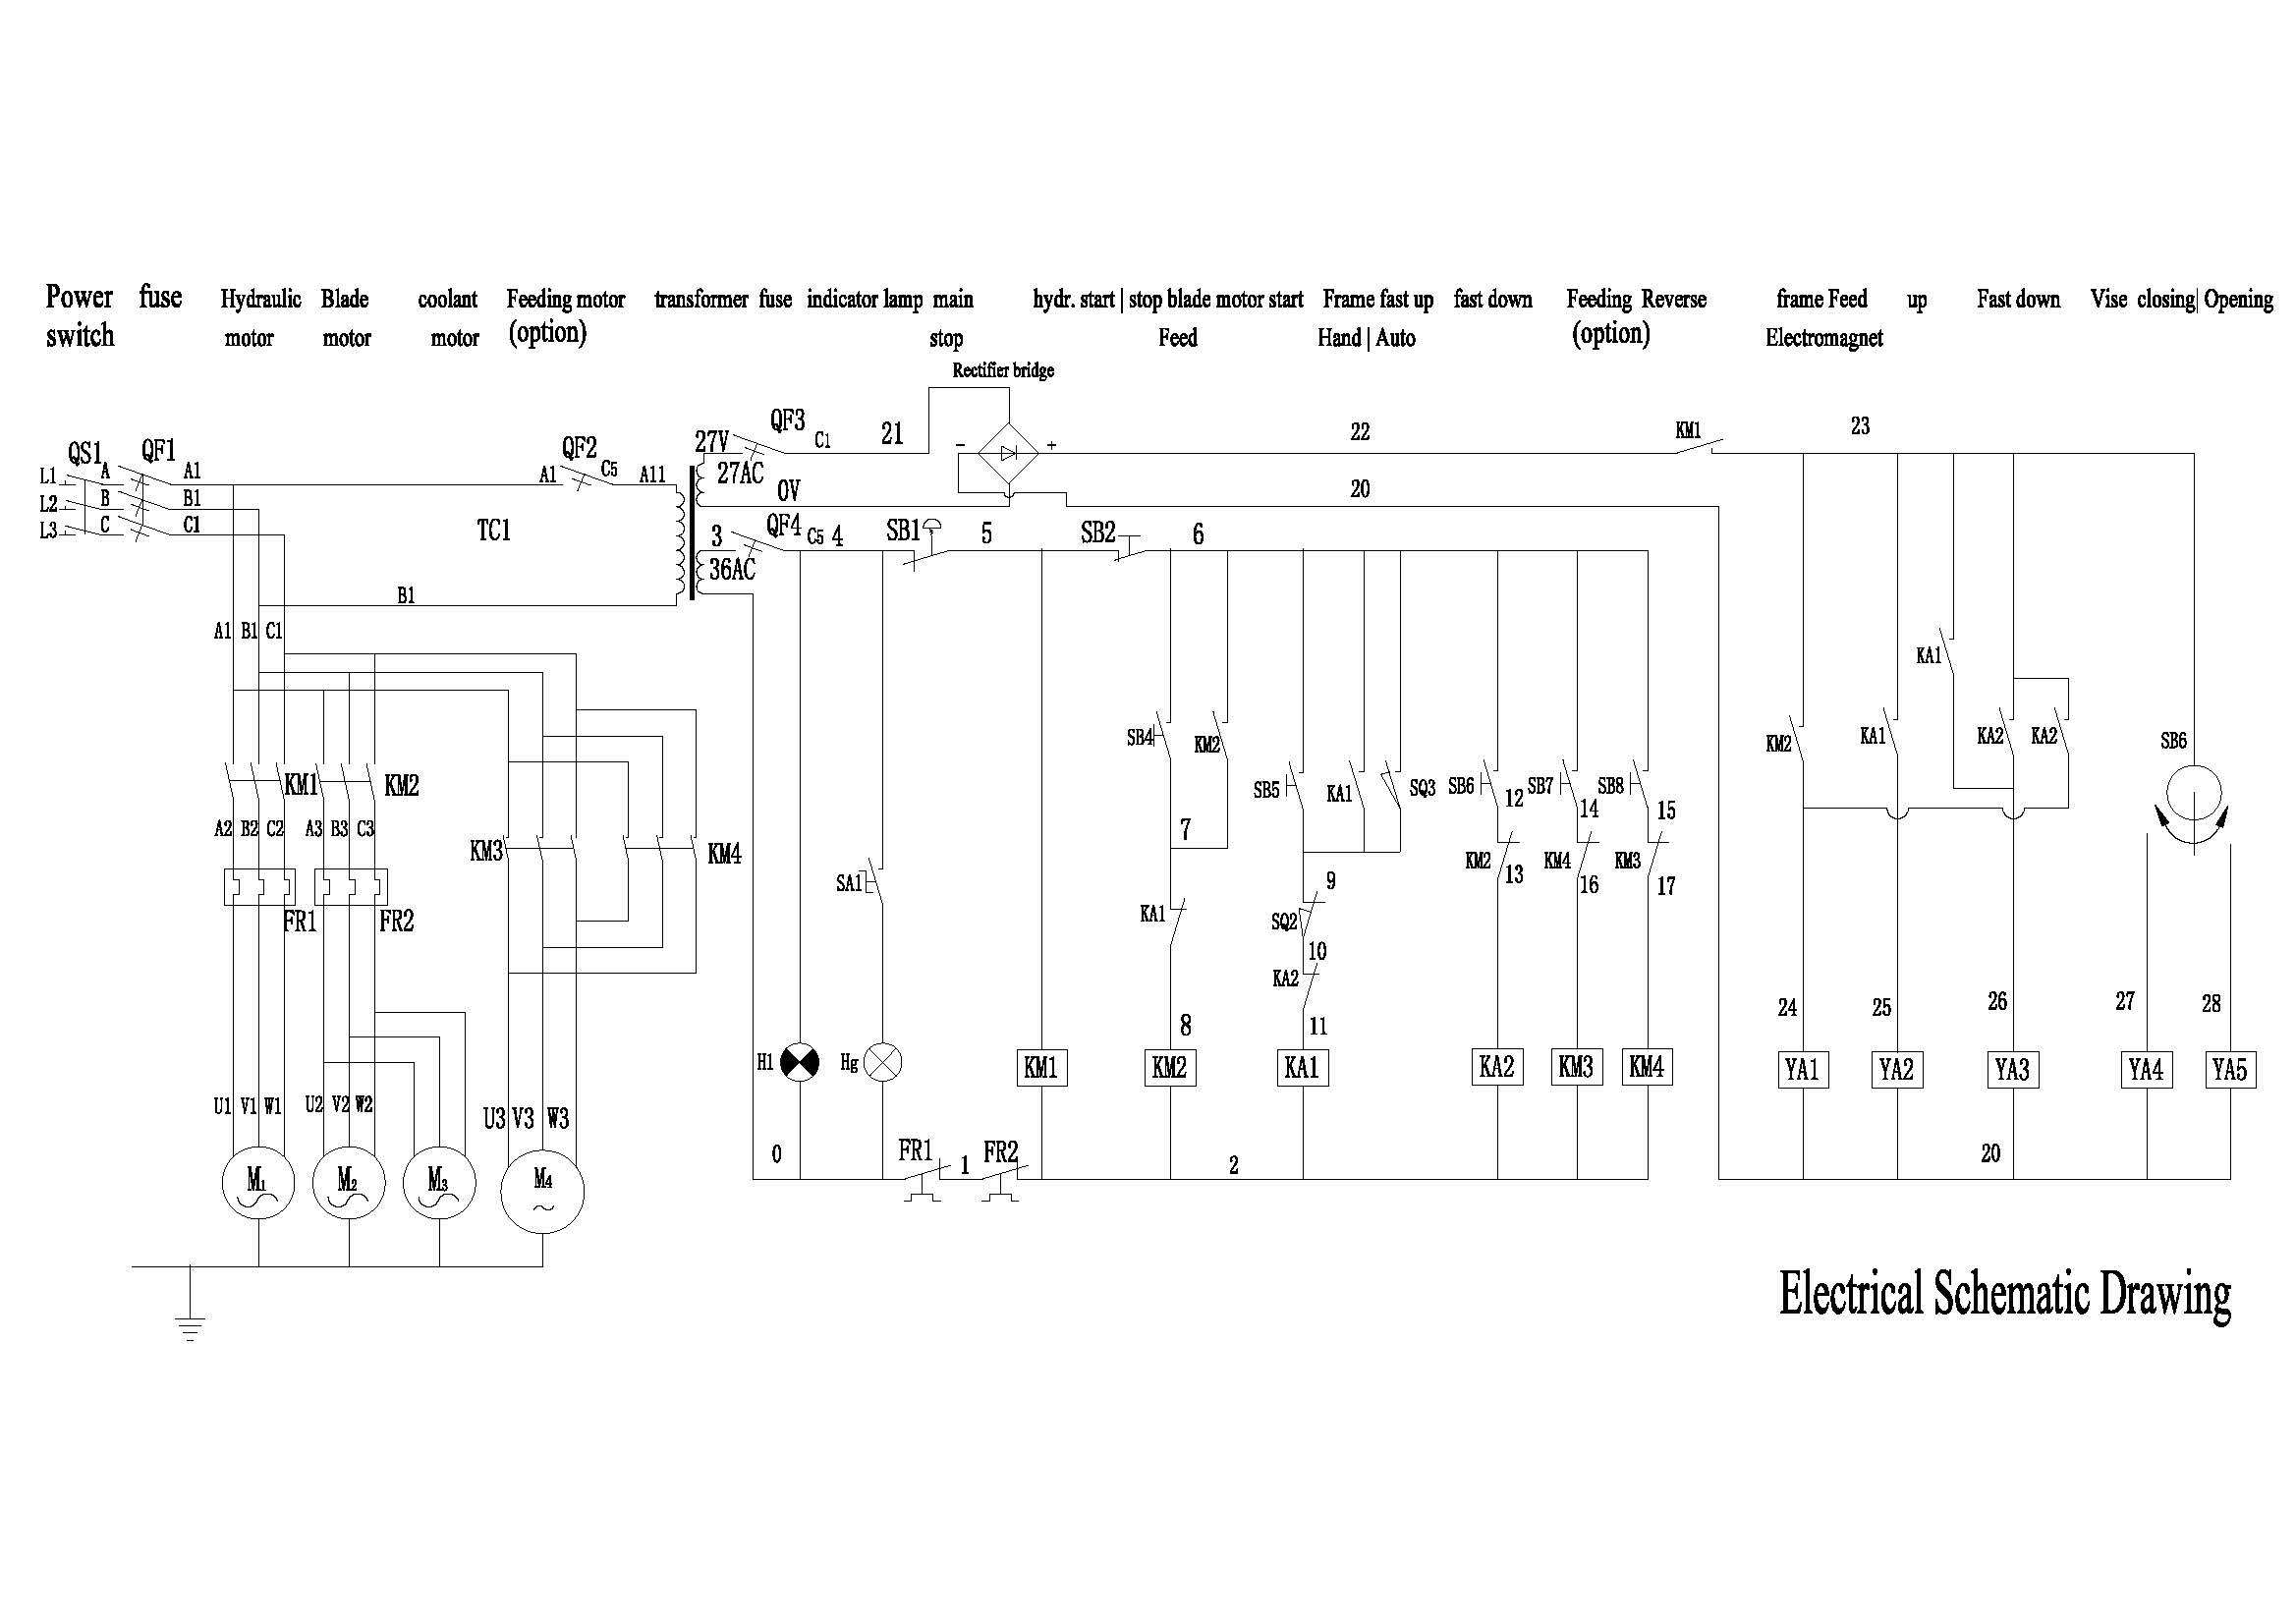 Power fuse Hydraulic Blade coolant Feeding motor transformer fuse indicator lamp main hydr. start | stop blade motor start Frame fast up fast down Feeding Reverse frame Feed up Fast down Vise closing | Opening
switch motor motor motor (option) stop Feed Hand | Auto (option) Electromagnet
Rectifier bridge
QS1 QF1 QF2 27V QF3 C1 21 - + 22 KM1 23
L1 A A1 A1 C5 A11 27AC
L2 B B1 0V 20
L3 C C1 TC1 3 QF4 C5 4 SB1 5 SB2 6
36AC
B1
A1 B1 C1
KA1
SB4 KM2 KM2 KA1 KA2 KA2 SB6
KM1 KM2 SB5 KA1 SQ3 SB6 12 SB7 14 SB8 15
A2 B2 C2 A3 B3 C3 7
KM3 KM4 KM2 13 KM4 16 KM3 17
SA1 9
FR1 FR2 KA1 SQ2
10
KA2
24 25 26 27 28
8 11
H1 Hg KM1 KM2 KA1 KA2 KM3 KM4 YA1 YA2 YA3 YA4 YA5
U1 V1 W1 U2 V2 W2 U3 V3 W3
0 FR1 1 FR2 2 20
M1 M2 M3 M4
Electrical Schematic Drawing